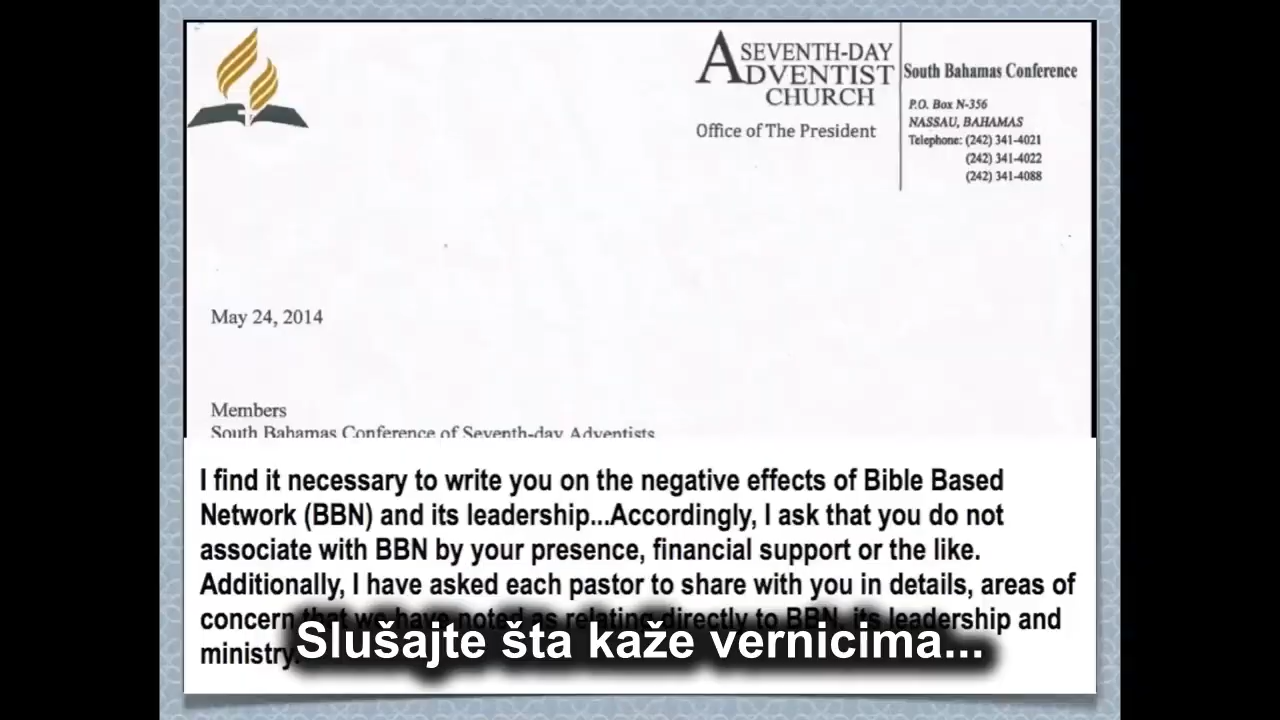 A SEVENTH-DAY
ADVENTIST
CHURCH
Office of The President
South Bahamas Conference
P.O. Box N-356
NASSAU, BAHAMAS
Telephone: (242) 341-4021
(242) 341-4022
(242) 341-4088
May 24, 2014
Members
South Bahamas Conference of Seventh-day Adventists
I find it necessary to write you on the negative effects of Bible Based
Network (BBN) and its leadership...Accordingly, I ask that you do not
associate with BBN by your presence, financial support or the like.
Additionally, I have asked each pastor to share with you in details, areas of
concern that we have noted as relating directly to BBN, its leadership and
ministry.
Slušajte šta kaže vernicima...